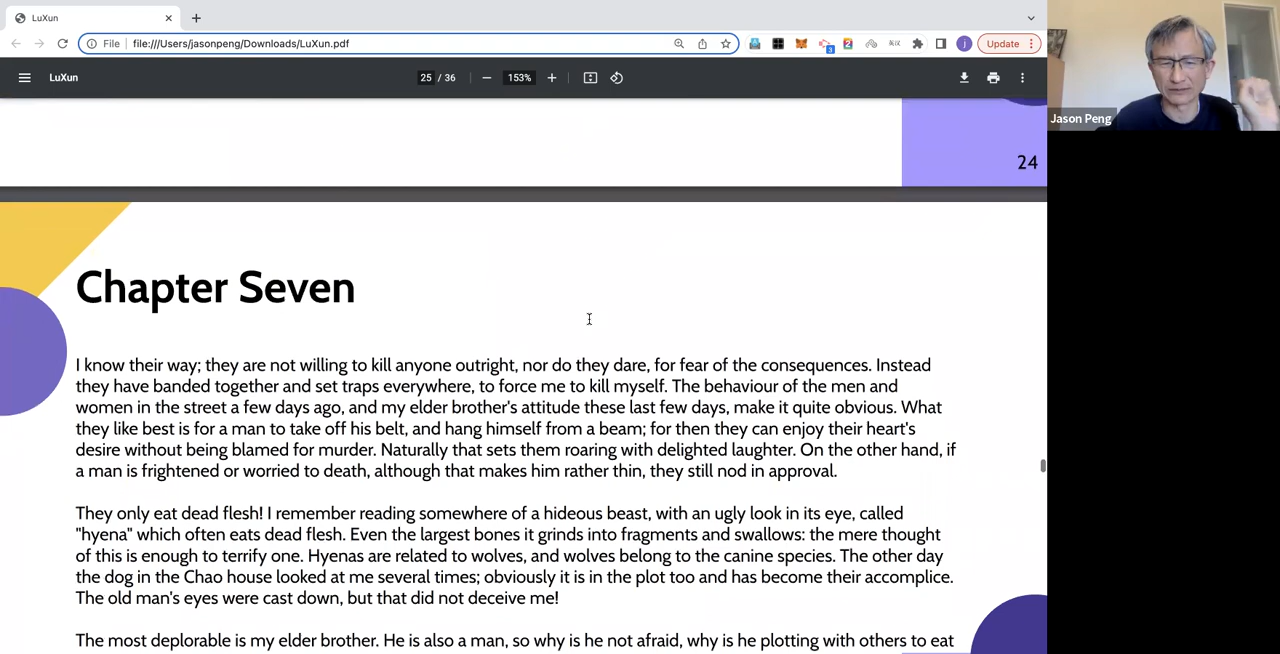 LuXun
File
file:///Users/jasonpeng/Downloads/LuXun.pdf
3
2
j
Update
LuXun
25 / 36
153%
Jason Peng
24
Chapter Seven
I know their way; they are not willing to kill anyone outright, nor do they dare, for fear of the consequences. Instead
they have banded together and set traps everywhere, to force me to kill myself. The behaviour of the men and
women in the street a few days ago, and my elder brother's attitude these last few days, make it quite obvious. What
they like best is for a man to take off his belt, and hang himself from a beam; for then they can enjoy their heart's
desire without being blamed for murder. Naturally that sets them roaring with delighted laughter. On the other hand, if
a man is frightened or worried to death, although that makes him rather thin, they still nod in approval.
They only eat dead flesh! I remember reading somewhere of a hideous beast, with an ugly look in its eye, called
"hyena" which often eats dead flesh. Even the largest bones it grinds into fragments and swallows: the mere thought
of this is enough to terrify one. Hyenas are related to wolves, and wolves belong to the canine species. The other day
the dog in the Chao house looked at me several times; obviously it is in the plot too and has become their accomplice.
The old man's eyes were cast down, but that did not deceive me!
The most deplorable is my elder brother. He is also a man, so why is he not afraid, why is he plotting with others to eat